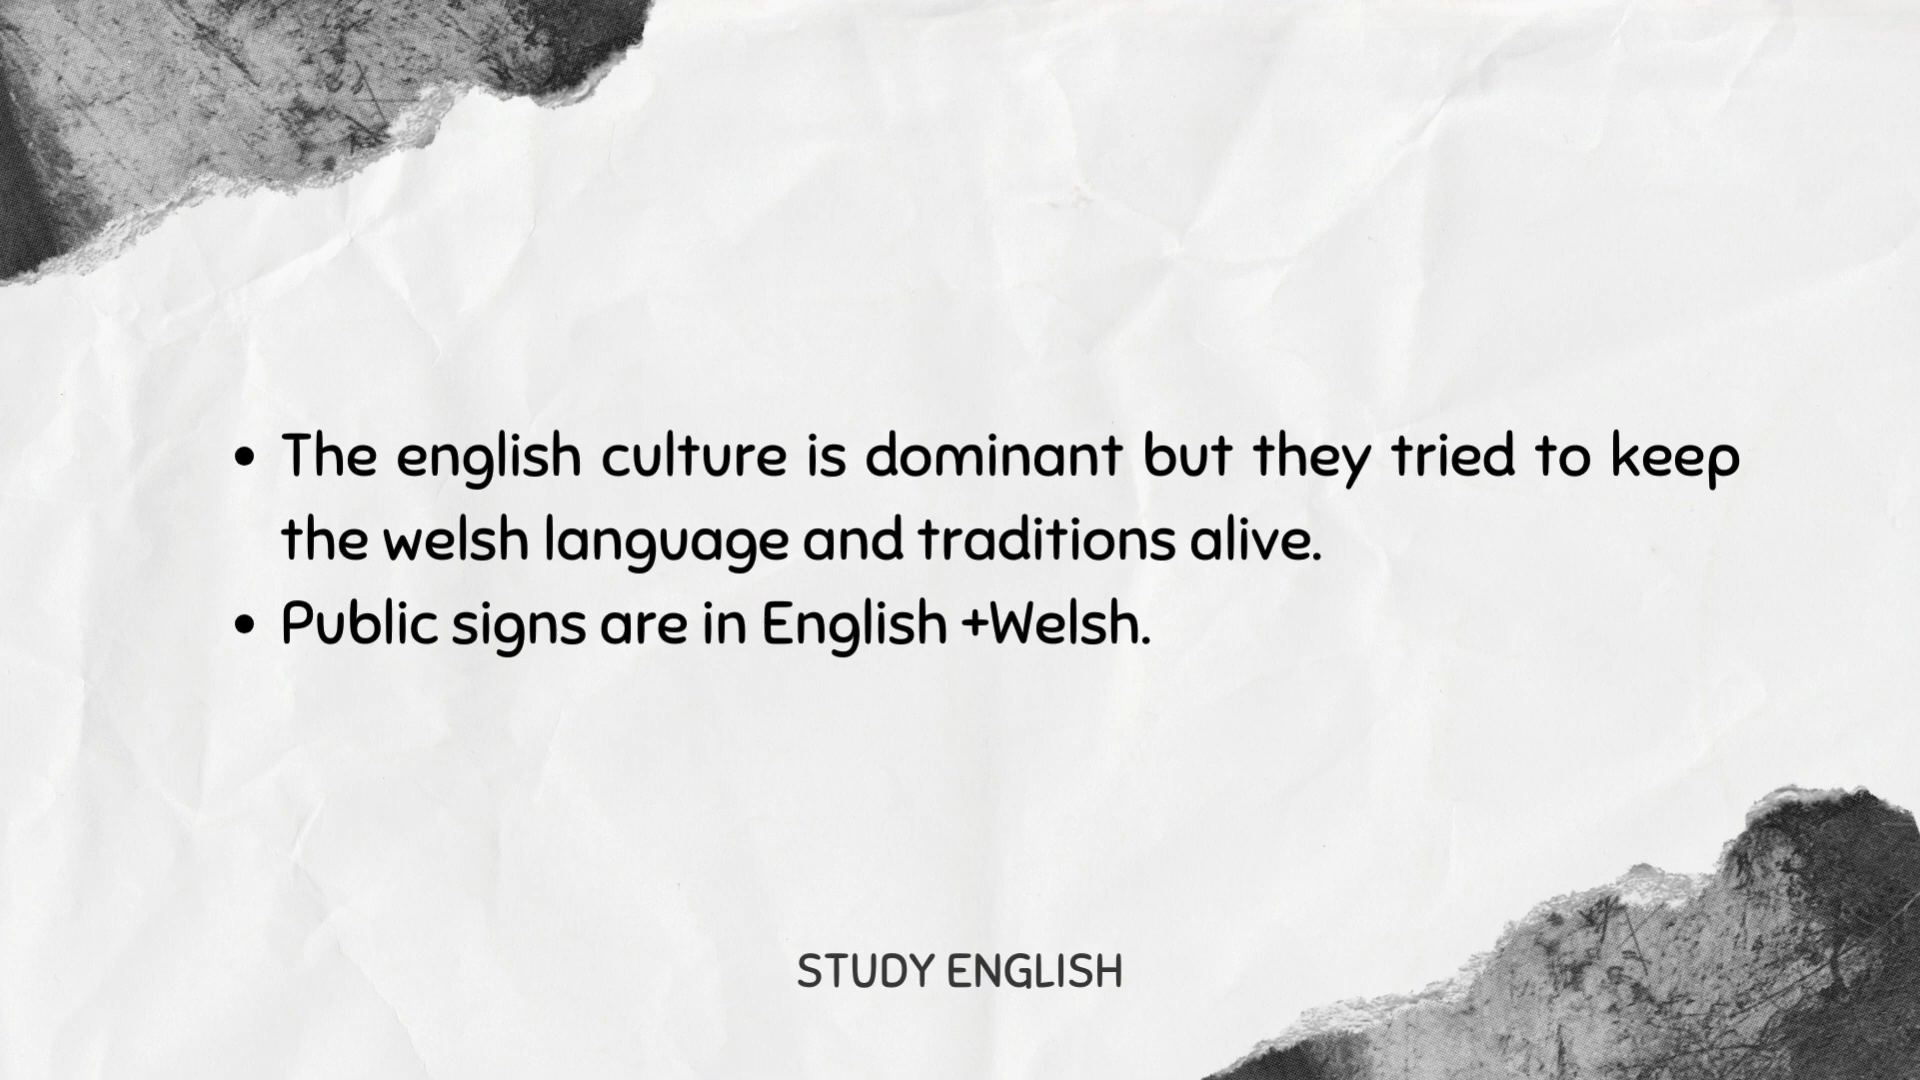 • The english culture is dominant but they tried to keep
the welsh language and traditions alive.
• Public signs are in English +Welsh.
STUDY ENGLISH